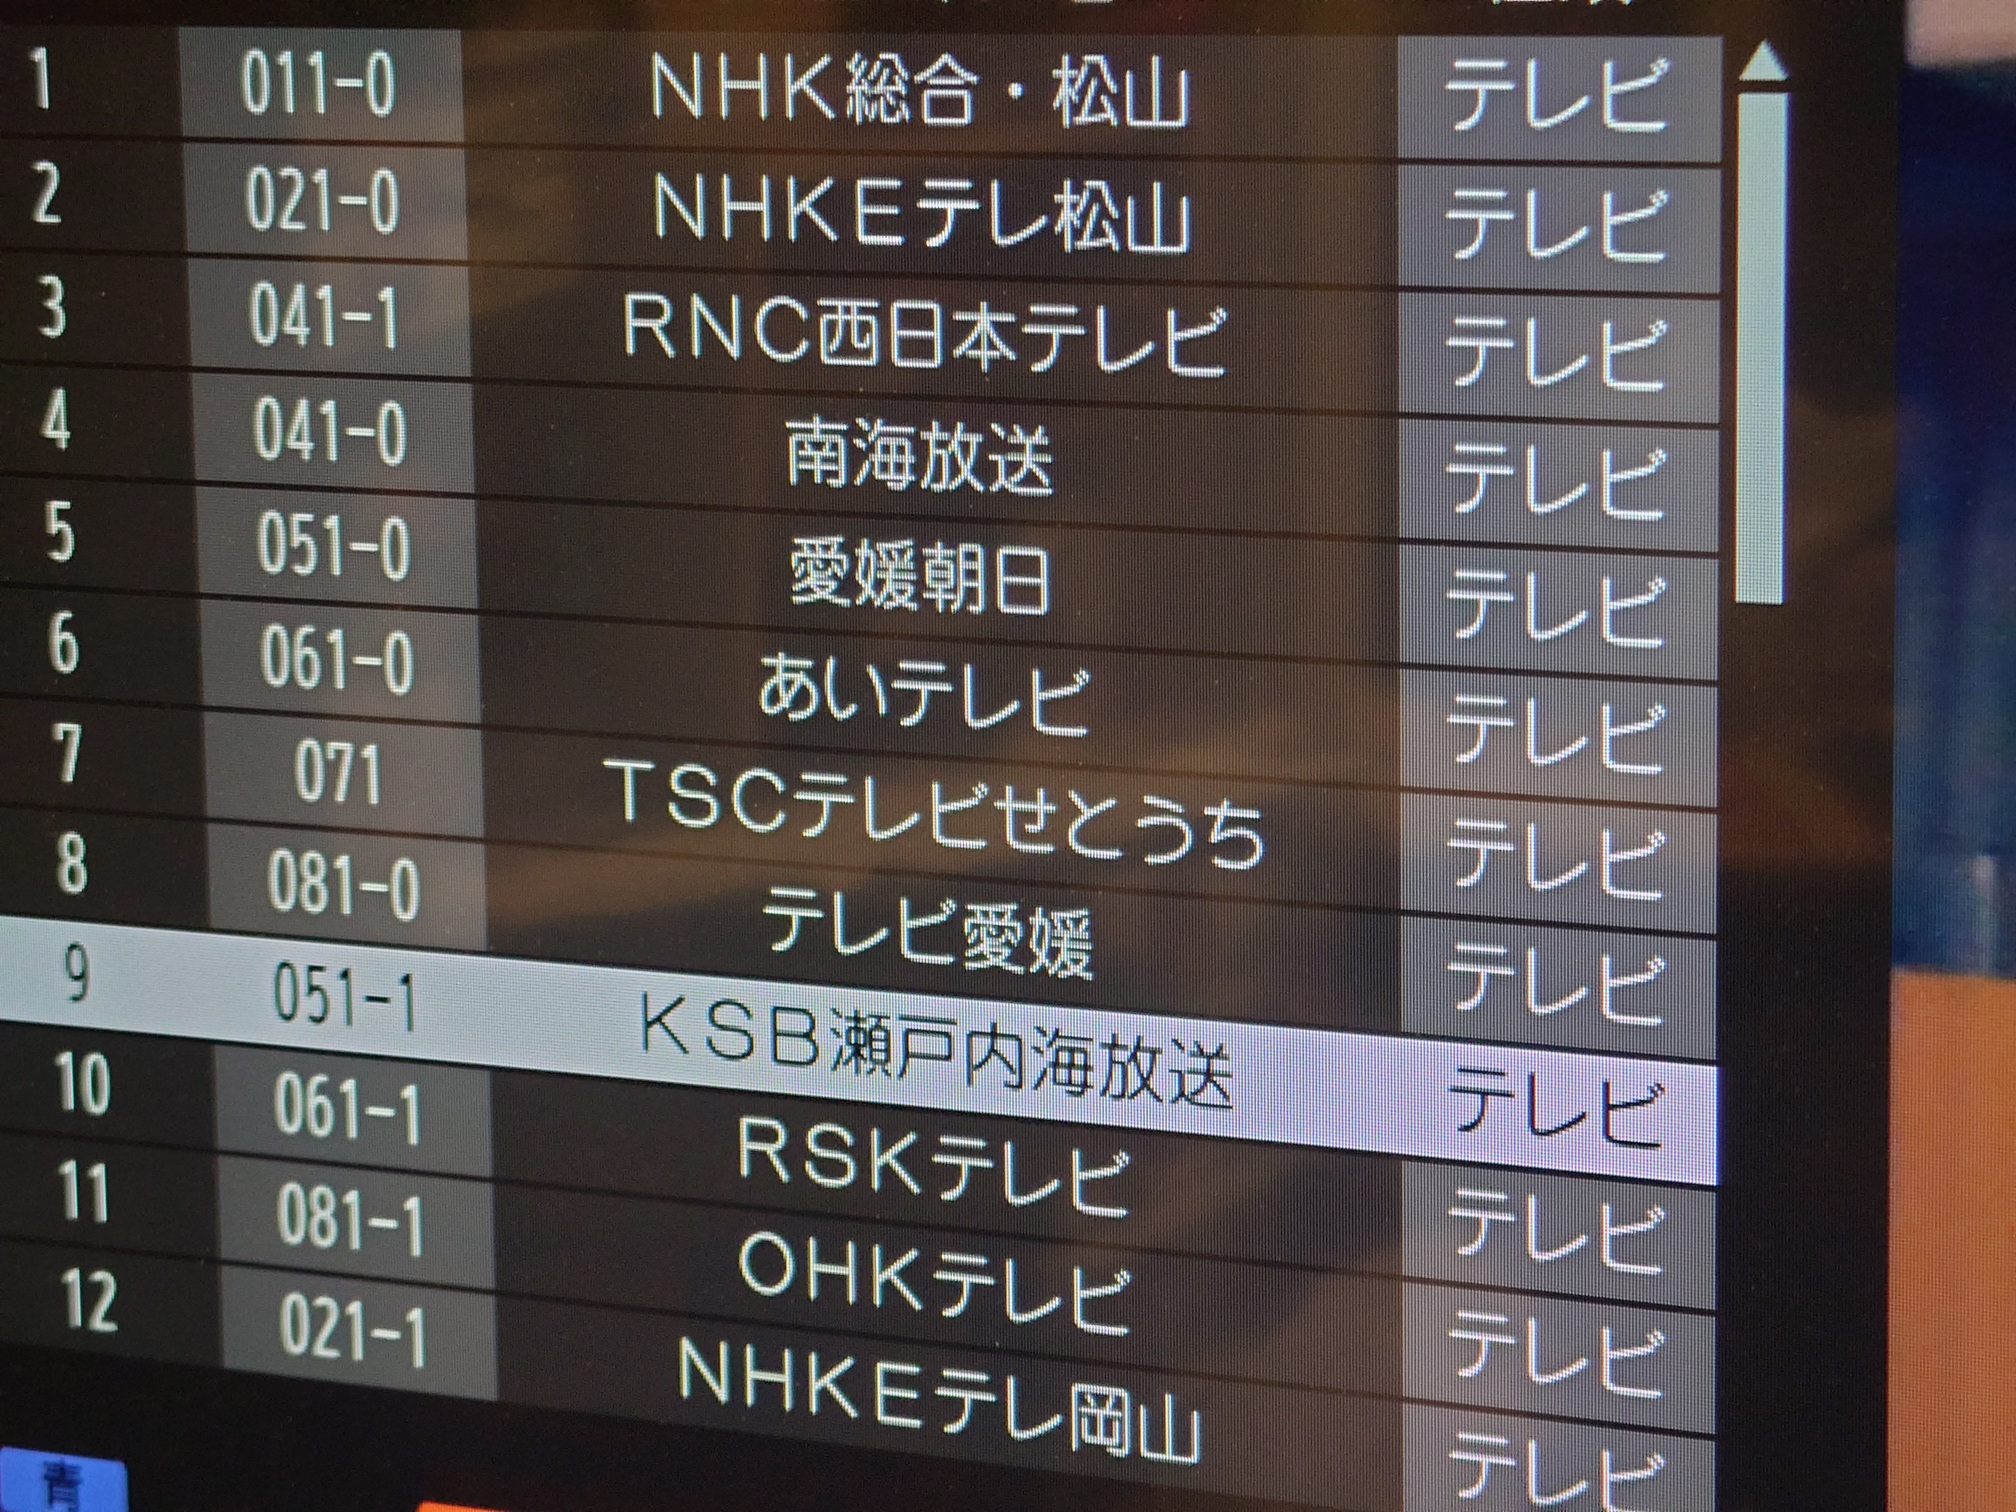 1 011-0 NHK総合・松山 テレビ
2 021-0 NHKEテレ松山 テレビ
3 041-1 RNC西日本テレビ テレビ
4 041-0 南海放送 テレビ
5 051-0 愛媛朝日 テレビ
6 061-0 あいテレビ テレビ
7 071 TSCテレビせとうち テレビ
8 081-0 テレビ愛媛 テレビ
9 051-1 KSB瀬戸内海放送 テレビ
10 061-1 RSKテレビ テレビ
11 081-1 OHKテレビ テレビ
12 021-1 NHKEテレ岡山 テレビ
青